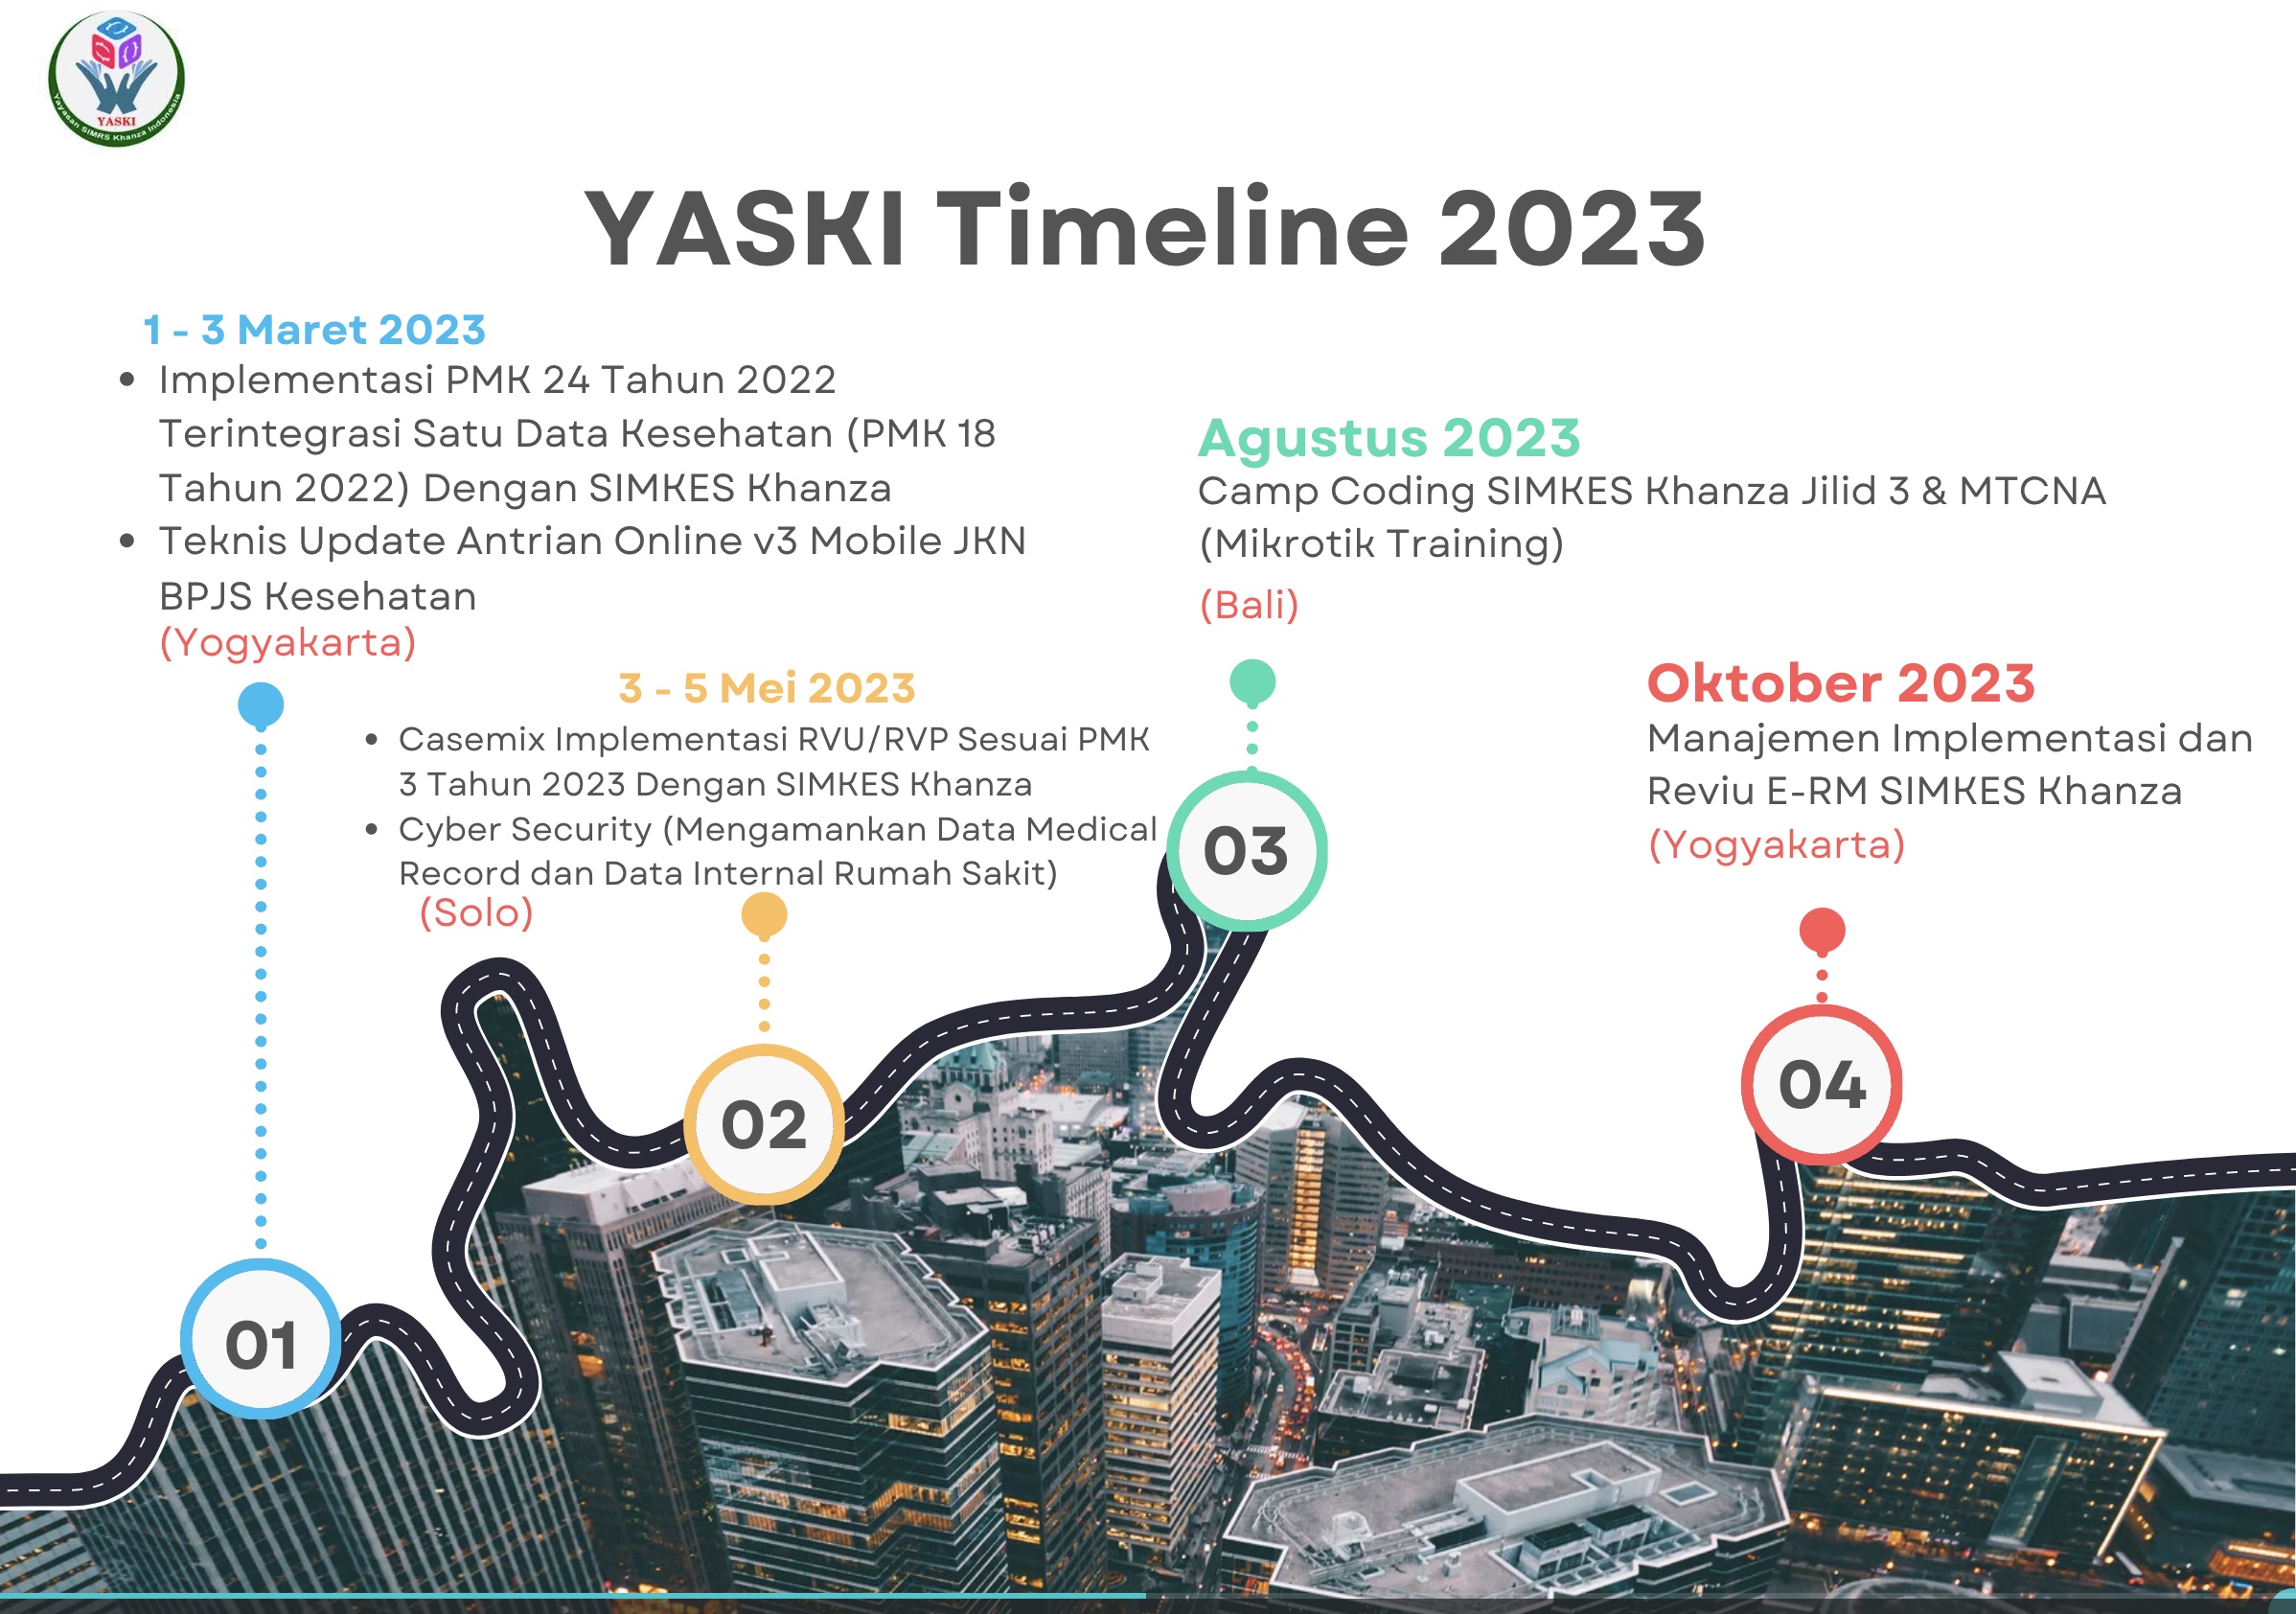 YASKI
Yayasan SIMRS Khanza Indonesia
YASKI Timeline 2023
1 - 3 Maret 2023
• Implementasi PMK 24 Tahun 2022
Terintegrasi Satu Data Kesehatan (PMK 18
Tahun 2022) Dengan SIMKES Khanza
• Teknis Update Antrian Online v3 Mobile JKN
BPJS Kesehatan
(Yogyakarta)
3 - 5 Mei 2023
• Casemix Implementasi RVU/RVP Sesuai PMK
3 Tahun 2023 Dengan SIMKES Khanza
• Cyber Security (Mengamankan Data Medical
Record dan Data Internal Rumah Sakit)
(Solo)
Agustus 2023
Camp Coding SIMKES Khanza Jilid 3 & MTCNA
(Mikrotik Training)
(Bali)
Oktober 2023
Manajemen Implementasi dan
Reviu E-RM SIMKES Khanza
(Yogyakarta)
01
02
03
04